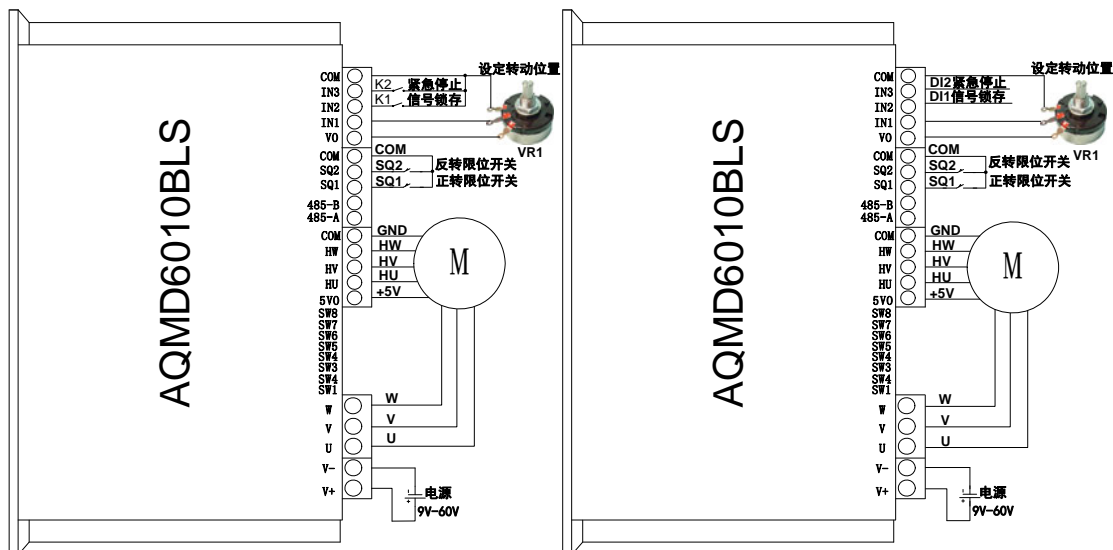 AQMD6010BLS
COM
IN3
IN2
IN1
VO
COM
SQ2
SQ1
485-B
485-A
COM
HW
HV
HU
5VO
SW8
SW7
SW6
SW5
SW4
SW3
SW4
SW1
W
V
U
V-
V+
设定转动位置
K2 紧急停止
K1 信号锁存
VR1
COM
SQ2 反转限位开关
SQ1 正转限位开关
GND
HW
HV
HU
+5V
M
W
V
U
电源
9V-60V
AQMD6010BLS
COM
IN3
IN2
IN1
VO
COM
SQ2
SQ1
485-B
485-A
COM
HW
HV
HU
5VO
SW8
SW7
SW6
SW5
SW4
SW3
SW4
SW1
W
V
U
V-
V+
设定转动位置
DI2紧急停止
DI1信号锁存
VR1
COM
SQ2 反转限位开关
SQ1 正转限位开关
GND
HW
HV
HU
+5V
M
W
V
U
电源
9V-60V